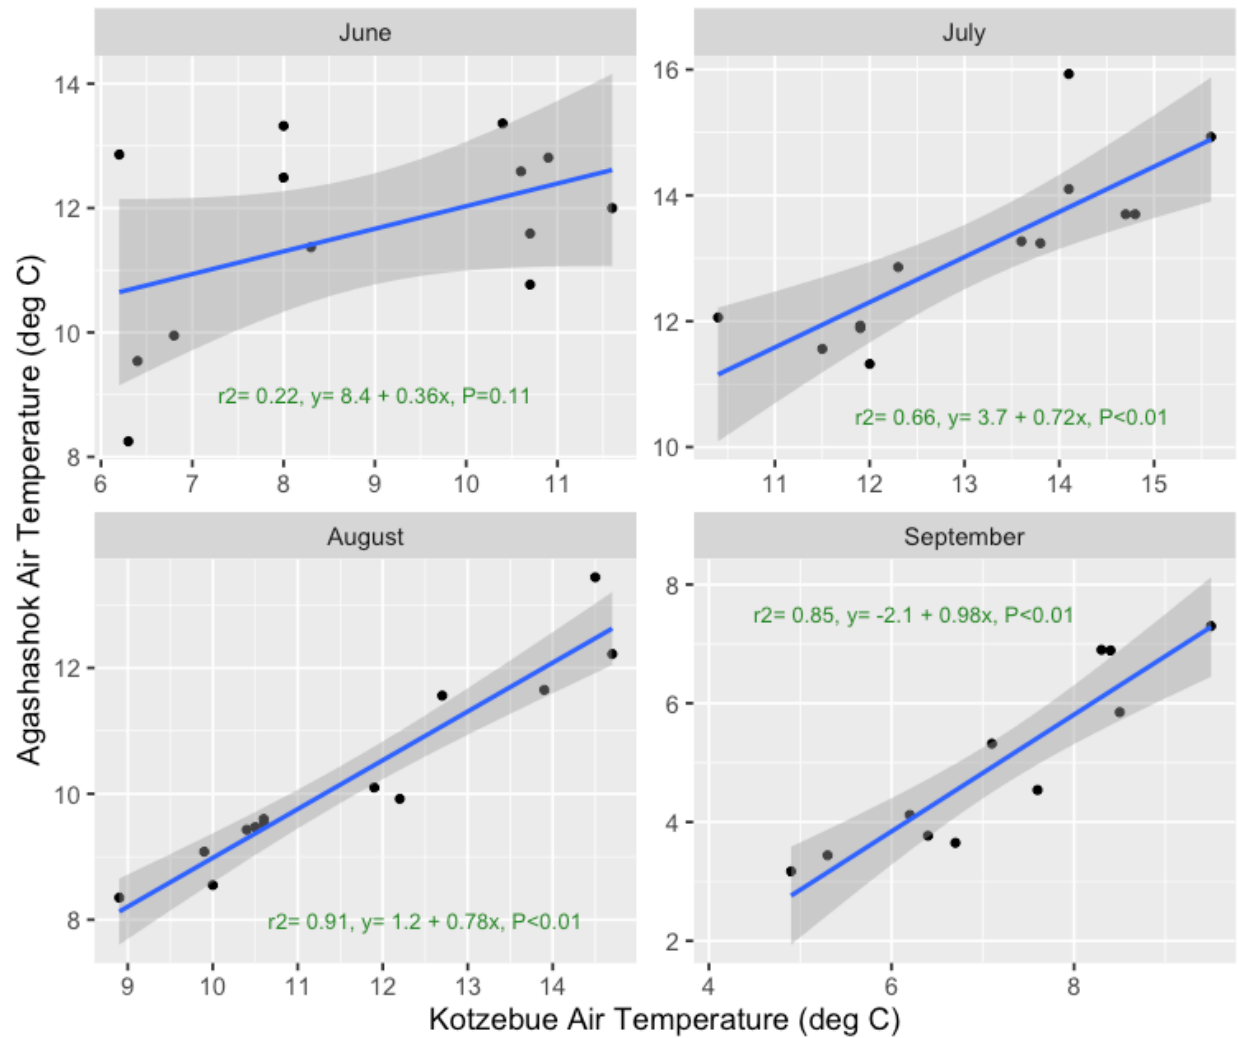 June
14
12
10
8
6 7 8 9 10 11
r2= 0.22, y= 8.4 + 0.36x, P=0.11
July
16
14
12
10
11 12 13 14 15
r2= 0.66, y= 3.7 + 0.72x, P<0.01
August
12
10
8
9 10 11 12 13 14
r2= 0.91, y= 1.2 + 0.78x, P<0.01
September
8
6
4
2
4 6 8
r2= 0.85, y= -2.1 + 0.98x, P<0.01
Agashashok Air Temperature (deg C)
Kotzebue Air Temperature (deg C)